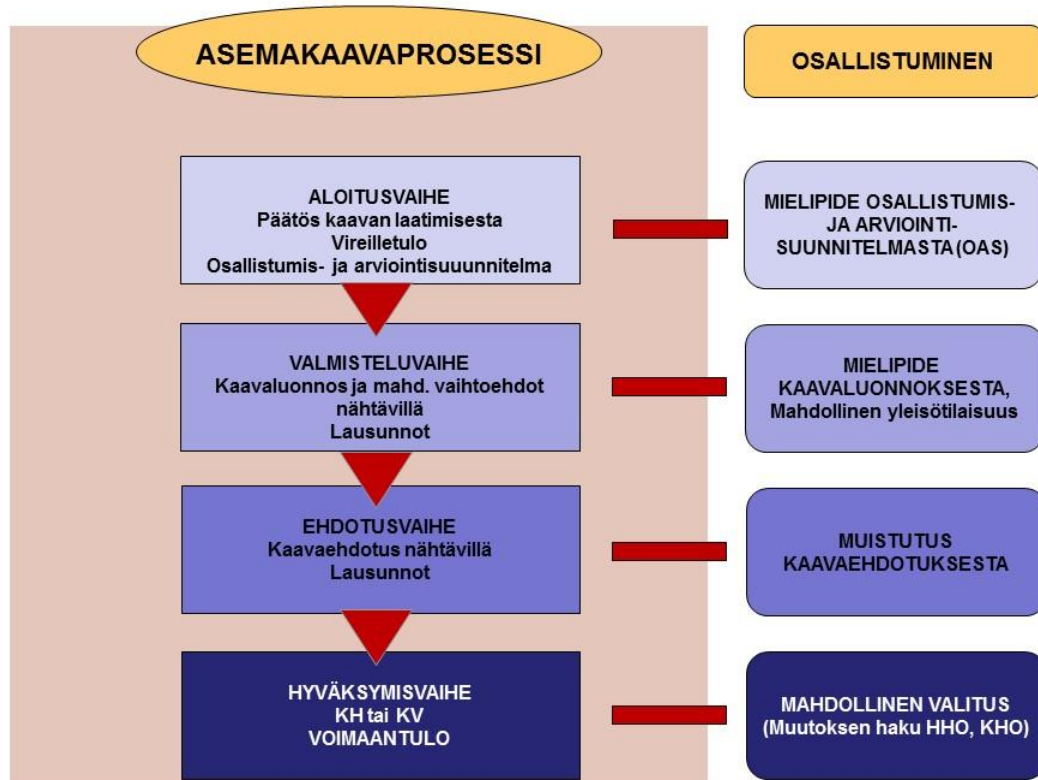 ASEMAKAAVAPROSESSI
OSALLISTUMINEN
ALOITUSVAIHE
Päätös kaavan laatimisesta
Vireilletulo
Osallistumis- ja arviointisuuunnitelma
MIELIPIDE OSALLISTUMIS-
JA ARVIOINTI-
SUUNNITELMASTA (OAS)
VALMISTELUVAIHE
Kaavaluonnos ja mahd. vaihtoehdot
nähtävillä
Lausunnot
MIELIPIDE
KAAVALUONNOKSESTA,
Mahdollinen yleisötilaisuus
EHDOTUSVAIHE
Kaavaehdotus nähtävillä
Lausunnot
MUISTUTUS
KAAVAEHDOTUKSESTA
HYVÄKSYMISVAIHE
KH tai KV
VOIMAANTULO
MAHDOLLINEN VALITUS
(Muutoksen haku HHO, KHO)